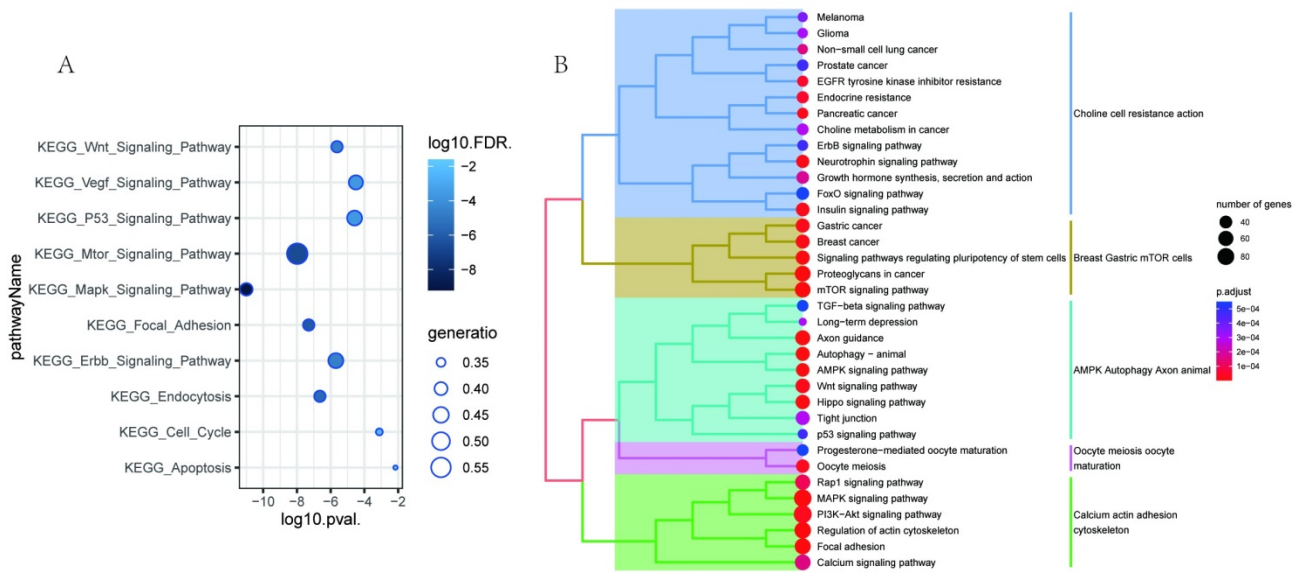 A
pathwayName
KEGG_Wnt_Signaling_Pathway
KEGG_Vegf_Signaling_Pathway
KEGG_P53_Signaling_Pathway
KEGG_Mtor_Signaling_Pathway
KEGG_Mapk_Signaling_Pathway
KEGG_Focal_Adhesion
KEGG_Erbb_Signaling_Pathway
KEGG_Endocytosis
KEGG_Cell_Cycle
KEGG_Apoptosis
−10 −8 −6 −4 −2
log10.pval.
log10.FDR.
−2
−4
−6
−8
generatio
0.35
0.40
0.45
0.50
0.55
B
Melanoma
Glioma
Non−small cell lung cancer
Prostate cancer
EGFR tyrosine kinase inhibitor resistance
Endocrine resistance
Pancreatic cancer
Choline metabolism in cancer
ErbB signaling pathway
Neurotrophin signaling pathway
Growth hormone synthesis, secretion and action
FoxO signaling pathway
Insulin signaling pathway
Gastric cancer
Breast cancer
Signaling pathways regulating pluripotency of stem cells
Proteoglycans in cancer
mTOR signaling pathway
TGF−beta signaling pathway
Long−term depression
Axon guidance
Autophagy − animal
AMPK signaling pathway
Wnt signaling pathway
Hippo signaling pathway
Tight junction
p53 signaling pathway
Progesterone−mediated oocyte maturation
Oocyte meiosis
Rap1 signaling pathway
MAPK signaling pathway
PI3K−Akt signaling pathway
Regulation of actin cytoskeleton
Focal adhesion
Calcium signaling pathway
Choline cell resistance action
Breast Gastric mTOR cells
AMPK Autophagy Axon animal
Oocyte meiosis oocyte
maturation
Calcium actin adhesion
cytoskeleton
number of genes
40
60
80
p.adjust
5e−04
4e−04
3e−04
2e−04
1e−04